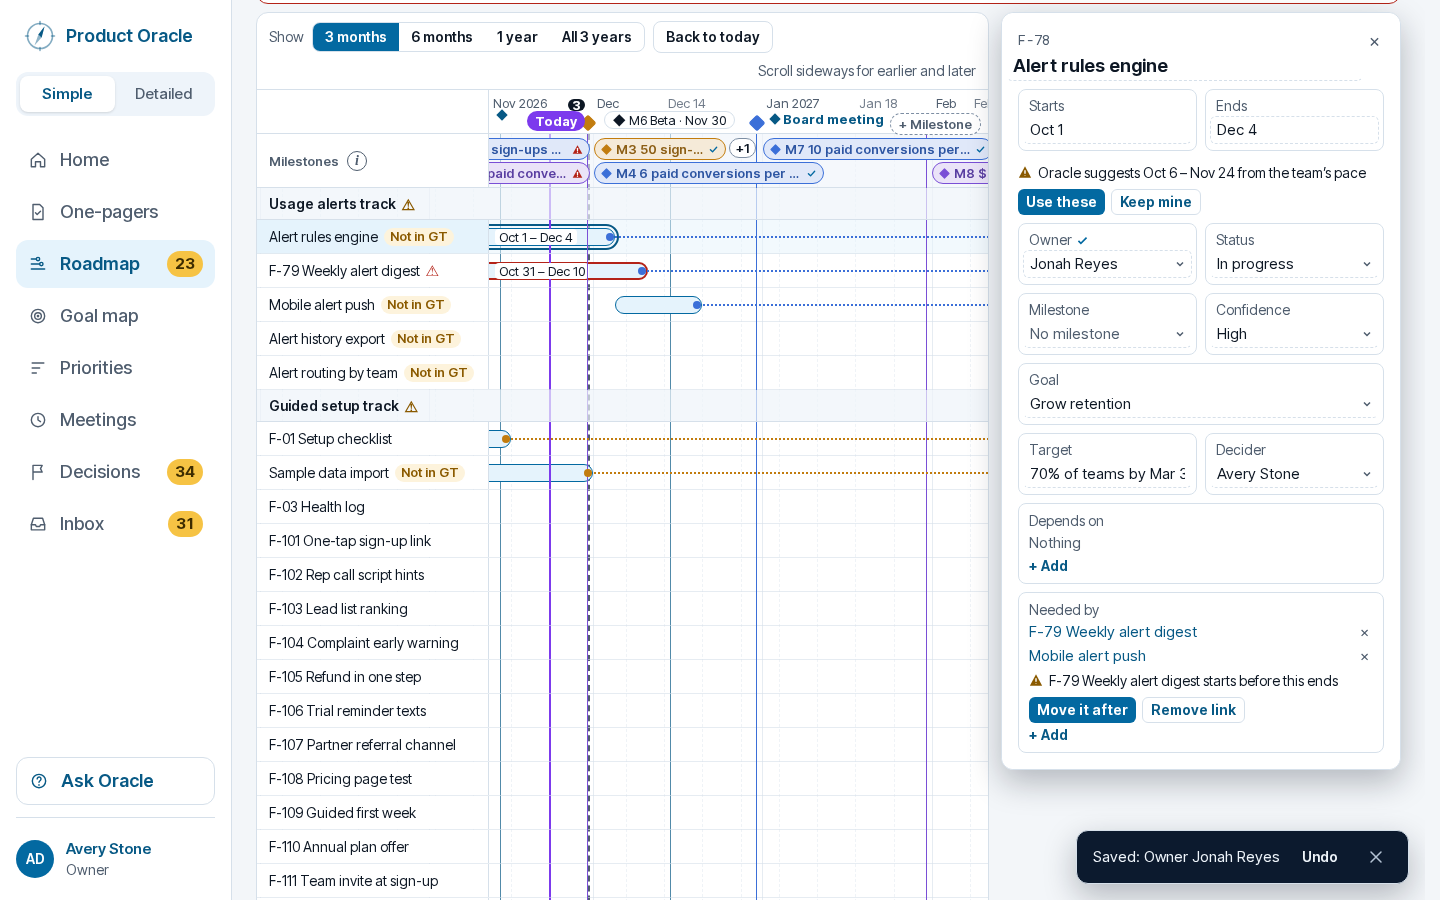 Product Oracle
Simple
Detailed
Home
One-pagers
Roadmap 23
Goal map
Priorities
Meetings
Decisions 34
Inbox 31
Ask Oracle
AD
Avery Stone
Owner
Show
3 months
6 months
1 year
All 3 years
Back to today
Scroll sideways for earlier and later
Nov 2026
3
Dec
Dec 14
Jan 2027
Jan 18
Feb
Fe
Today
M6 Beta · Nov 30
Board meeting
+ Milestone
Milestones i
sign-ups ...
M3 50 sign-...
+1
M7 10 paid conversions per...
paid conve...
M4 6 paid conversions per ...
M8 $
Usage alerts track
Alert rules engine Not in GT
Oct 1 – Dec 4
F-79 Weekly alert digest
Oct 31 – Dec 10
Mobile alert push Not in GT
Alert history export Not in GT
Alert routing by team Not in GT
Guided setup track
F-01 Setup checklist
Sample data import Not in GT
F-03 Health log
F-101 One-tap sign-up link
F-102 Rep call script hints
F-103 Lead list ranking
F-104 Complaint early warning
F-105 Refund in one step
F-106 Trial reminder texts
F-107 Partner referral channel
F-108 Pricing page test
F-109 Guided first week
F-110 Annual plan offer
F-111 Team invite at sign-up
F-78
Alert rules engine
Starts
Oct 1
Ends
Dec 4
Oracle suggests Oct 6 – Nov 24 from the team's pace
Use these
Keep mine
Owner
Jonah Reyes
Status
In progress
Milestone
No milestone
Confidence
High
Goal
Grow retention
Target
70% of teams by Mar 3
Decider
Avery Stone
Depends on
Nothing
+ Add
Needed by
F-79 Weekly alert digest
Mobile alert push
F-79 Weekly alert digest starts before this ends
Move it after
Remove link
+ Add
Saved: Owner Jonah Reyes
Undo